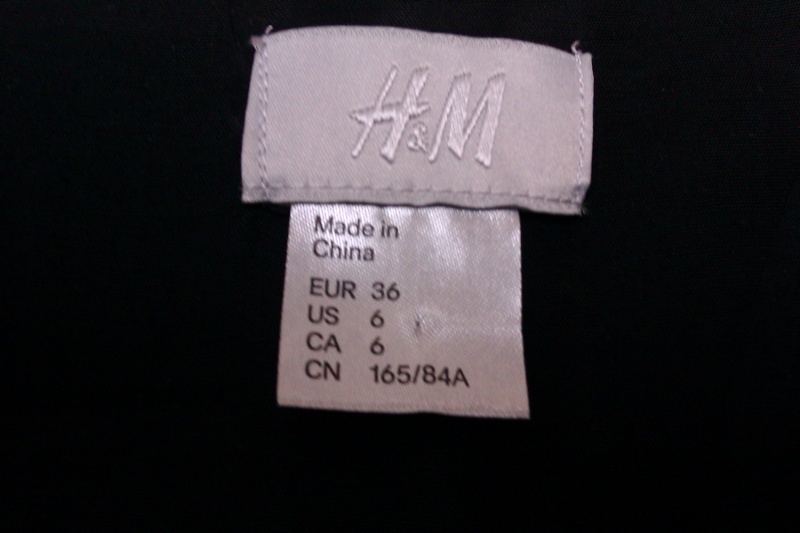 H&M
Made in
China
EUR 36
US 6
CA 6
CN 165/84A